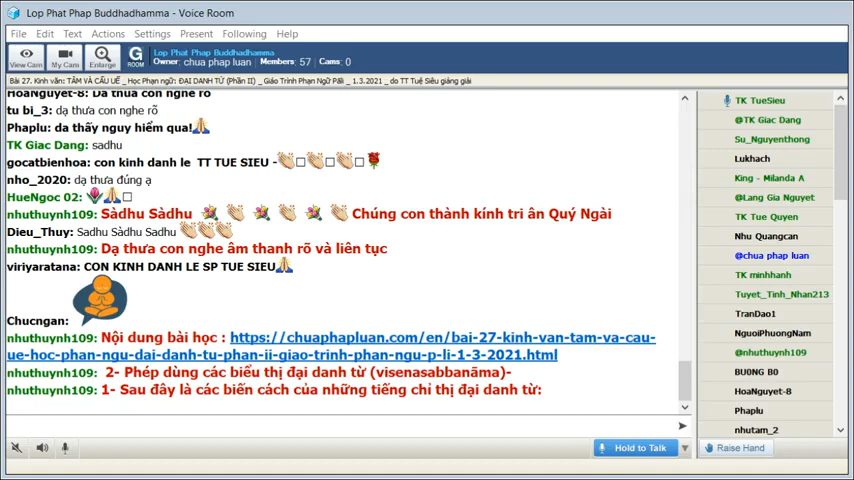 Lop Phat Phap Buddhadhamma - Voice Room
File Edit Text Actions Settings Present Following Help
View Cam
My Cam
Enlarge
G
ROOM
Lop Phat Phap Buddhadhamma
Owner: chua phap luan Members: 57 Cams: 0
Bài 27. Kinh văn: TÂM VÀ CẤU UẾ _ Học Phạn ngữ: ĐẠI DANH TỪ (Phần II) _ Giáo Trình Phạn Ngữ Pāli _ 1.3.2021 _ do TT Tuệ Siêu giảng giải
HoaNguyet-8: Dạ thưa con nghe rõ
tu bi_3: dạ thưa con nghe rõ
Phaplu: da thấy nguy hiểm qua!🙏
TK Giac Dang: sadhu
gocatbienhoa: con kinh danh le TT TUE SIEU -👏□👏□👏□🌹
nho_2020: dạ thưa đúng ạ
HueNgoc 02: 🌷🙏□
nhuthuynh109: Sàdhu Sàdhu 💐 👏 💐 👏 💐 👏 Chúng con thành kính tri ân Quý Ngài
Dieu_Thuy: Sadhu Sàdhu Sadhu 👏👏👏
nhuthuynh109: Dạ thưa con nghe âm thanh rõ và liên tục
viriyaratana: CON KINH DANH LE SP TUE SIEU🙏
Chucngan:
nhuthuynh109: Nội dung bài học : https://chuaphapluan.com/en/bai-27-kinh-van-tam-va-cau-
ue-hoc-phan-ngu-dai-danh-tu-phan-ii-giao-trinh-phan-ngu-p-li-1-3-2021.html
nhuthuynh109: 2- Phép dùng các biểu thị đại danh từ (visenasabbanāma)-
nhuthuynh109: 1- Sau đây là các biến cách của những tiếng chỉ thị đại danh từ:
Hold to Talk
TK TueSieu
@TK Giac Dang
Su_Nguyenthong
Lukhach
King - Milanda A
@Lang Gia Nguyet
TK Tue Quyen
Nhu Quangcan
@chua phap luan
TK minhhanh
Tuyet_Tinh_Nhan213
TranDao1
NguoiPhuongNam
@nhuthuynh109
BU0NG B0
HoaNguyet-8
Phaplu
nhutam_2
Raise Hand